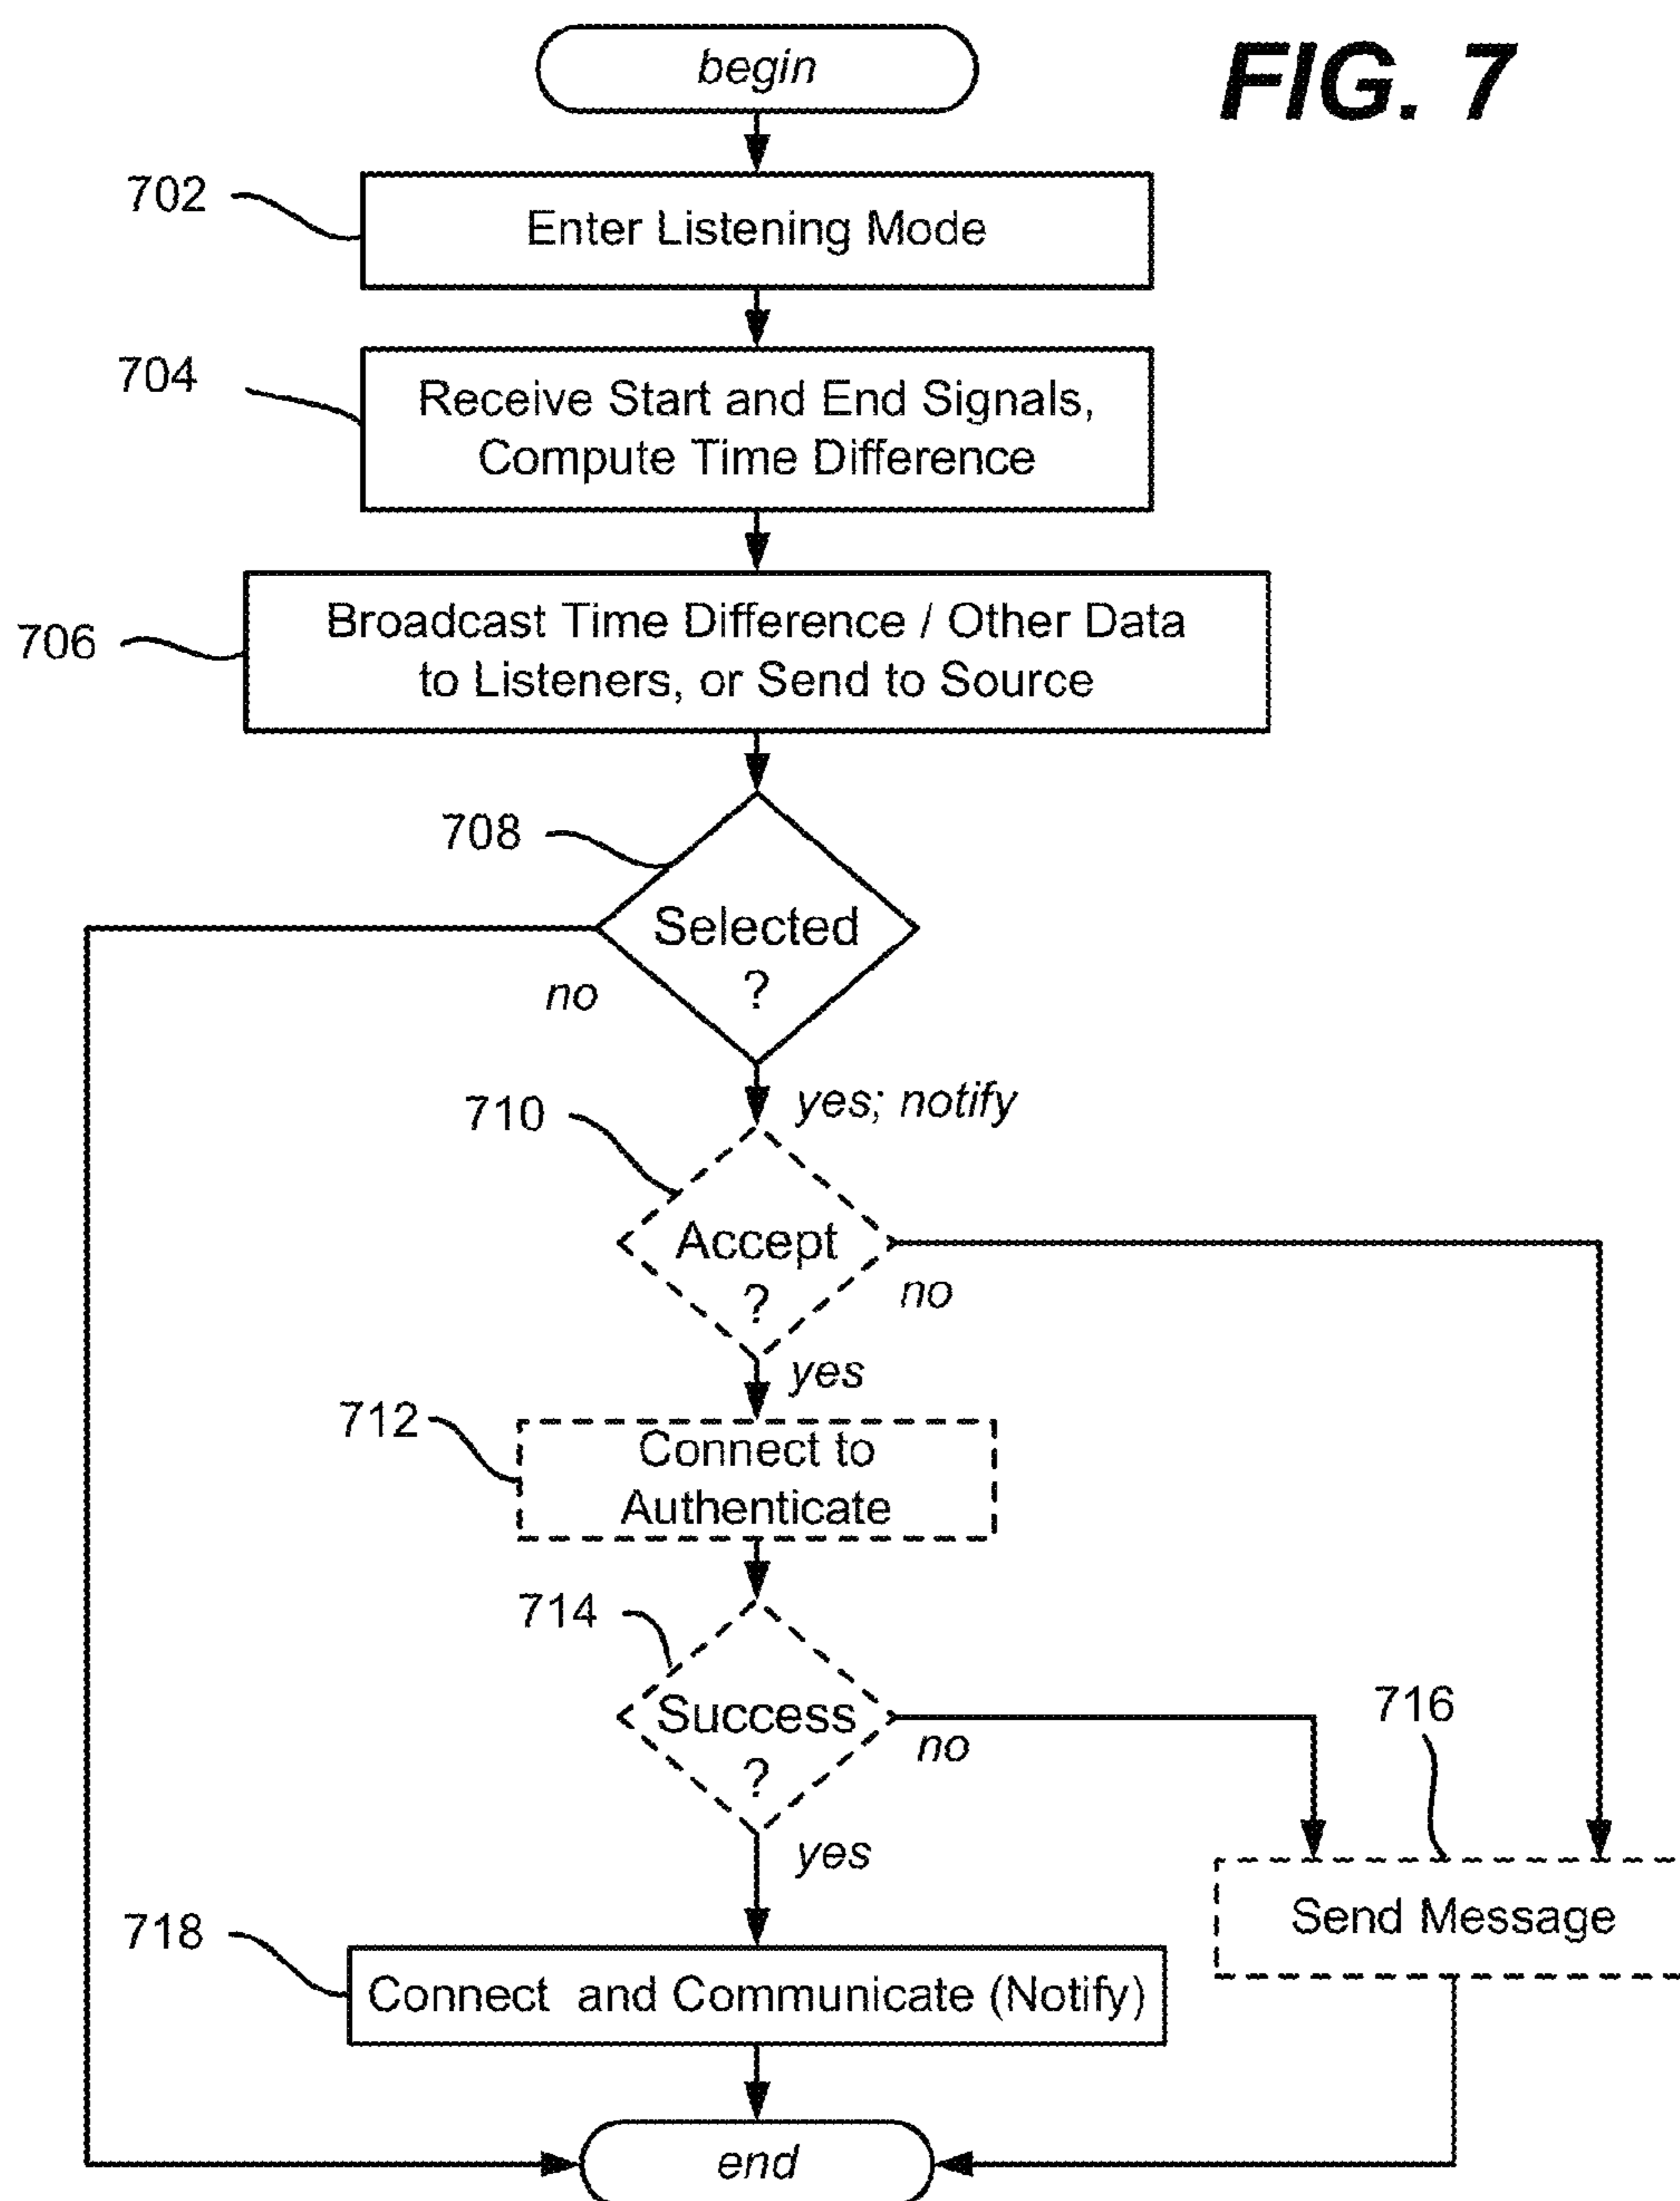 begin
FIG. 7
702
Enter Listening Mode
704
Receive Start and End Signals,
Compute Time Difference
706
Broadcast Time Difference / Other Data
to Listeners, or Send to Source
708
Selected
?
no
yes; notify
710
Accept
?
no
yes
712
Connect to
Authenticate
714
Success
?
no
716
yes
Send Message
718
Connect and Communicate (Notify)
end